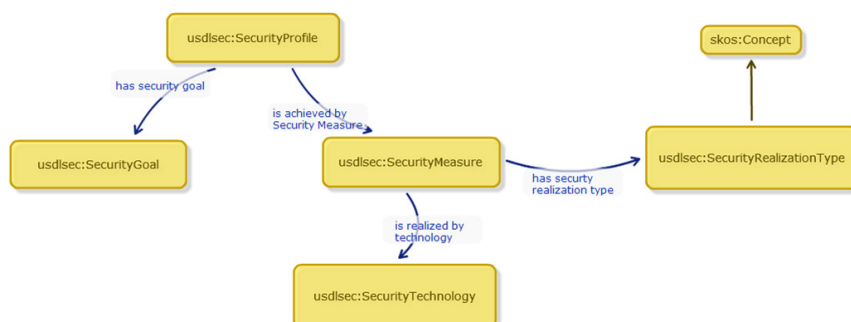 usdlsec:SecurityProfile
skos:Concept
has security goal
is achieved by
Security Measure
usdlsec:SecurityGoal
usdlsec:SecurityMeasure
usdlsec:SecurityRealizationType
has securty
realization type
is realized by
technology
usdlsec:SecurityTechnology